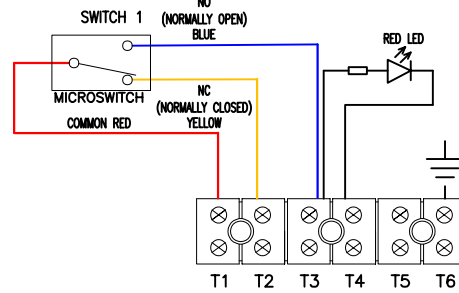 NO
SWITCH 1
(NORMALLY OPEN)
BLUE
RED LED
MICROSWITCH
NC
(NORMALLY CLOSED)
COMMON RED
YELLOW
T1
T2
T3
T4
T5
T6